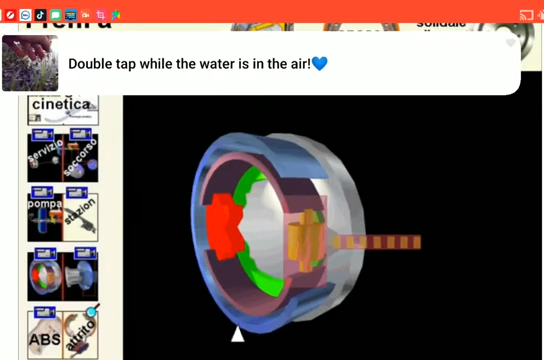 Double tap while the water is in the air!💙
cinetica
servizio
soccorso
pompa
stazion
ABS
attrito